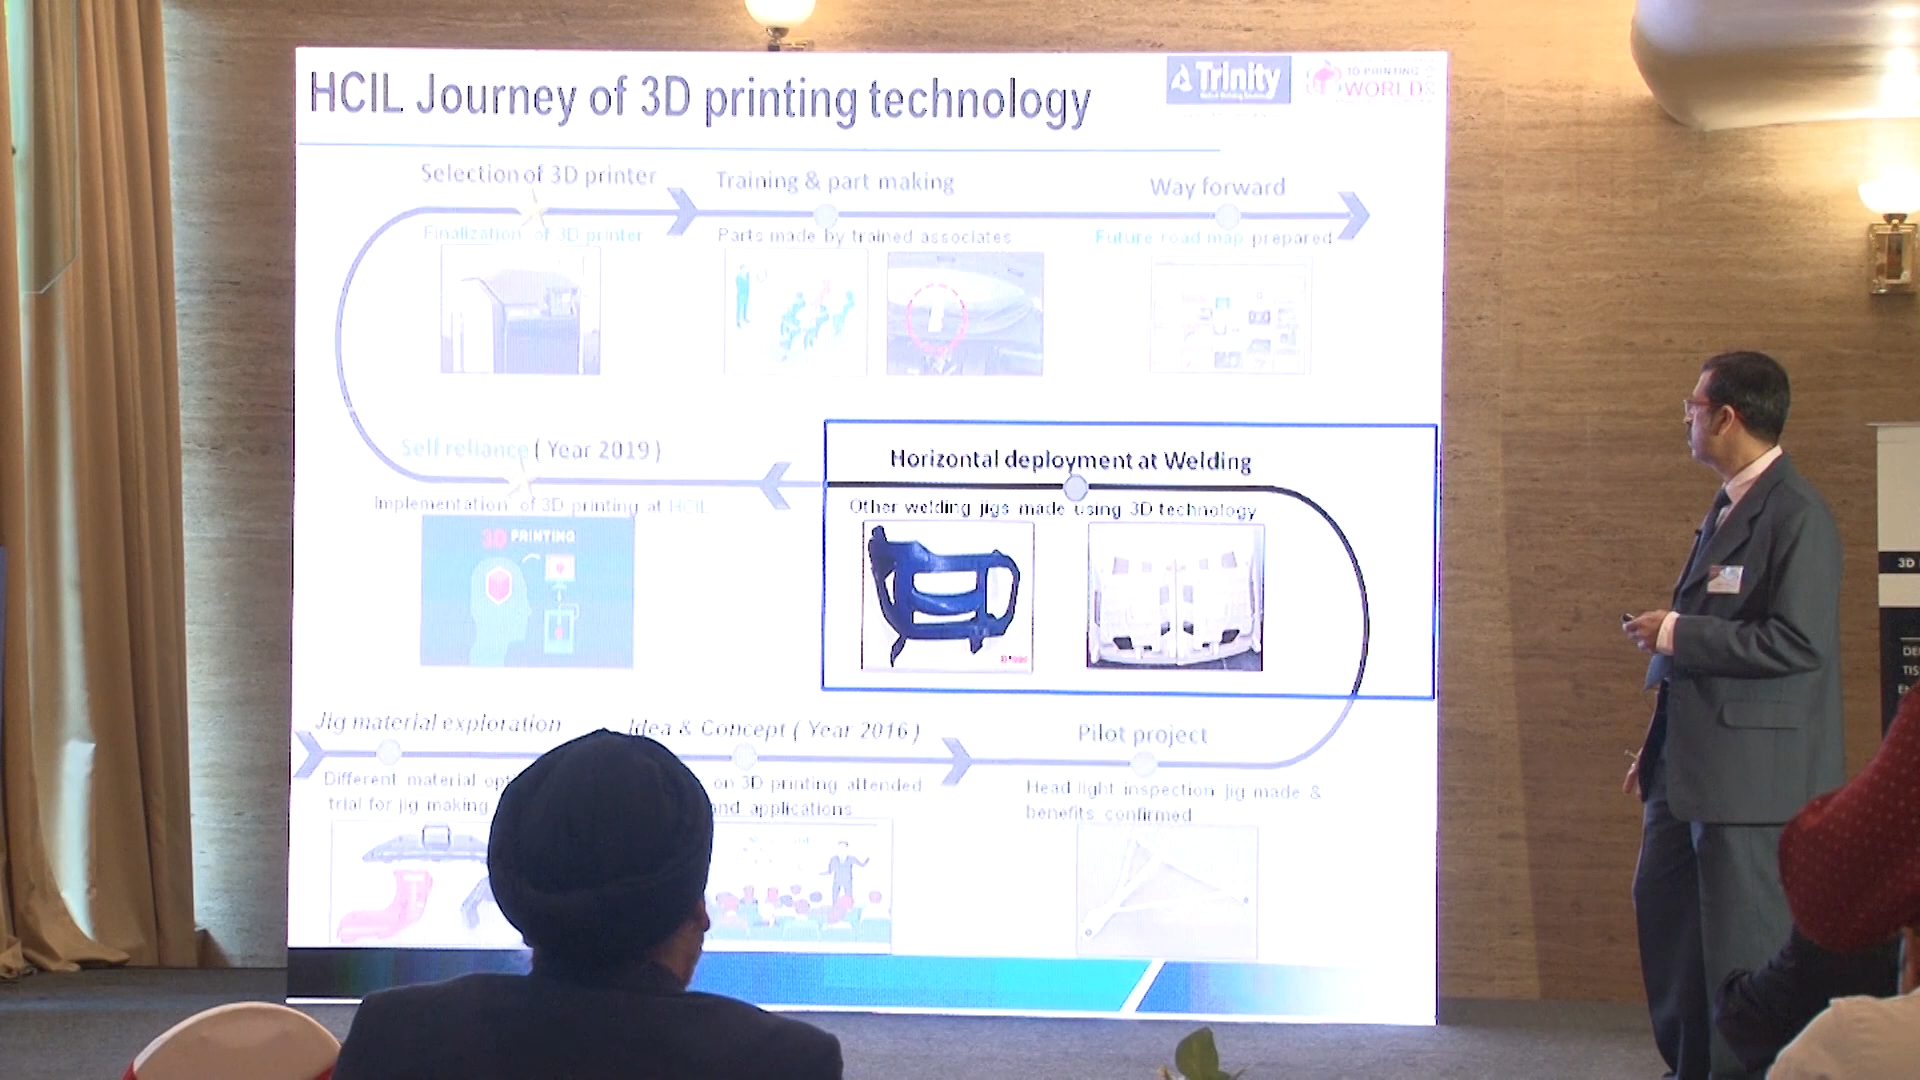 HCIL Journey of 3D printing technology
Trinity
3D PRINTING
WORLD
Selection of 3D printer
Training & part making
Way forward
Finalization of 3D printer
Parts made by trained associates
Future road map prepared
Self reliance ( Year 2019 )
Horizontal deployment at Welding
Implementation of 3D printing at HCIL
Other welding jigs made using 3D technology
3D PRINTING
3D
Jig material exploration
Idea & Concept ( Year 2016 )
Pilot project
Different material
on 3D printing attended
Head light inspection jig made &
trial for jig making
and applications
benefits confirmed